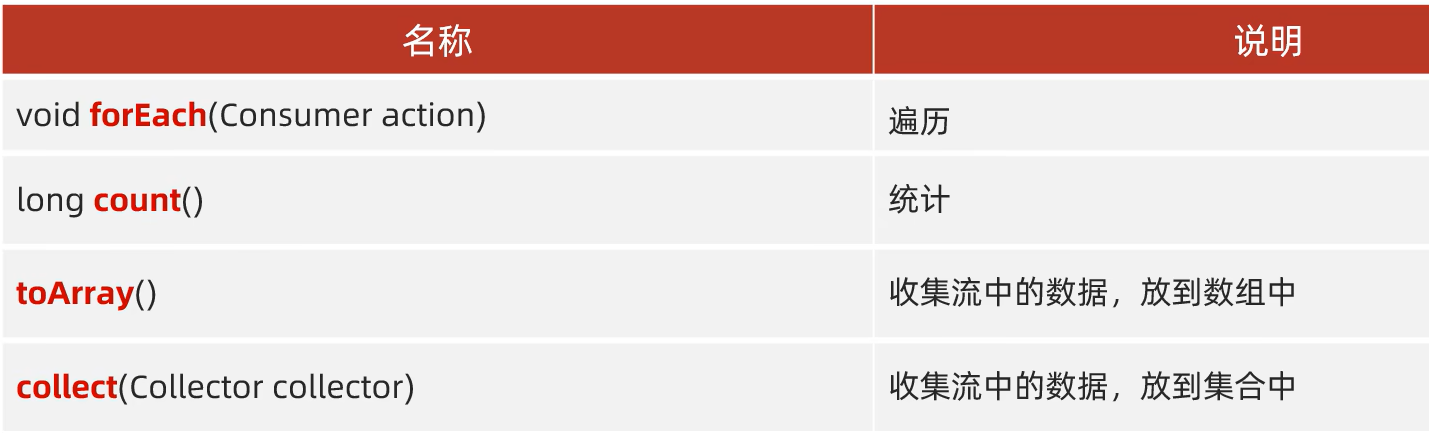 名称
说明
void forEach(Consumer action)
遍历
long count()
统计
toArray()
收集流中的数据，放到数组中
collect(Collector collector)
收集流中的数据，放到集合中